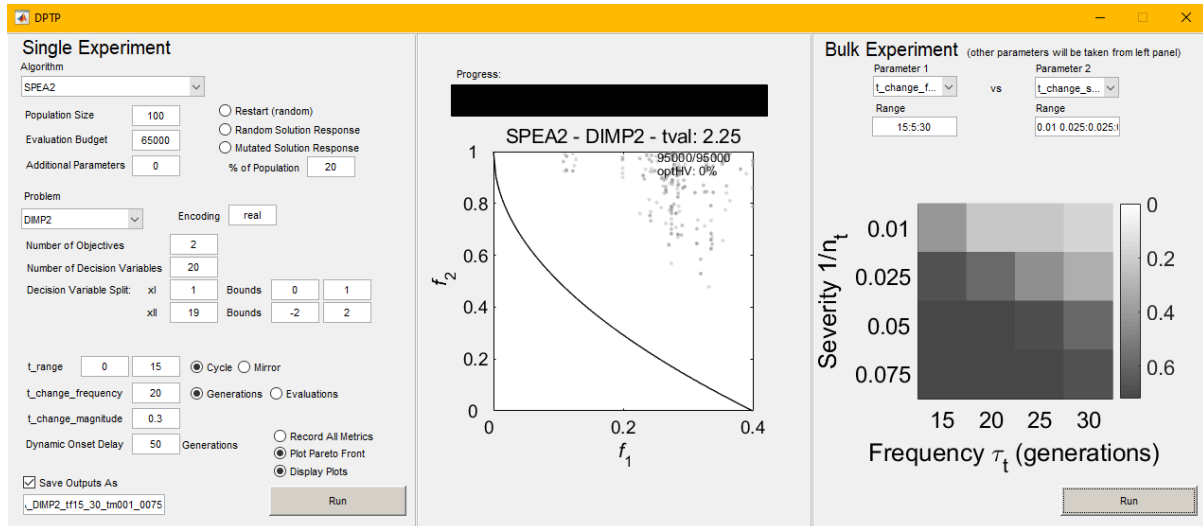 DPTP
Single Experiment
Algorithm
SPEA2
Population Size 100
Evaluation Budget 65000
Additional Parameters 0
Restart (random)
Random Solution Response
Mutated Solution Response
% of Population 20
Problem
DIMP2
Encoding real
Number of Objectives 2
Number of Decision Variables 20
Decision Variable Split: xI 1 Bounds 0 1
xII 19 Bounds -2 2
t_range 0 15 Cycle Mirror
t_change_frequency 20 Generations Evaluations
t_change_magnitude 0.3
Dynamic Onset Delay 50 Generations
Record All Metrics
Plot Pareto Front
Display Plots
Save Outputs As
_DIMP2_tf15_30_tm001_0075
Run
Progress:
SPEA2 - DIMP2 - tval: 2.25
95000/95000
optHV: 0%
1
0.8
0.6
0.4
0.2
0
f2
0 0.2 0.4
f1
Bulk Experiment (other parameters will be taken from left panel)
Parameter 1 Parameter 2
t_change_f... vs t_change_s...
Range Range
15:5:30 0.01 0.025:0.025:(
Severity 1/nt
0.01
0.025
0.05
0.075
15 20 25 30
Frequency τt (generations)
0
0.2
0.4
0.6
Run